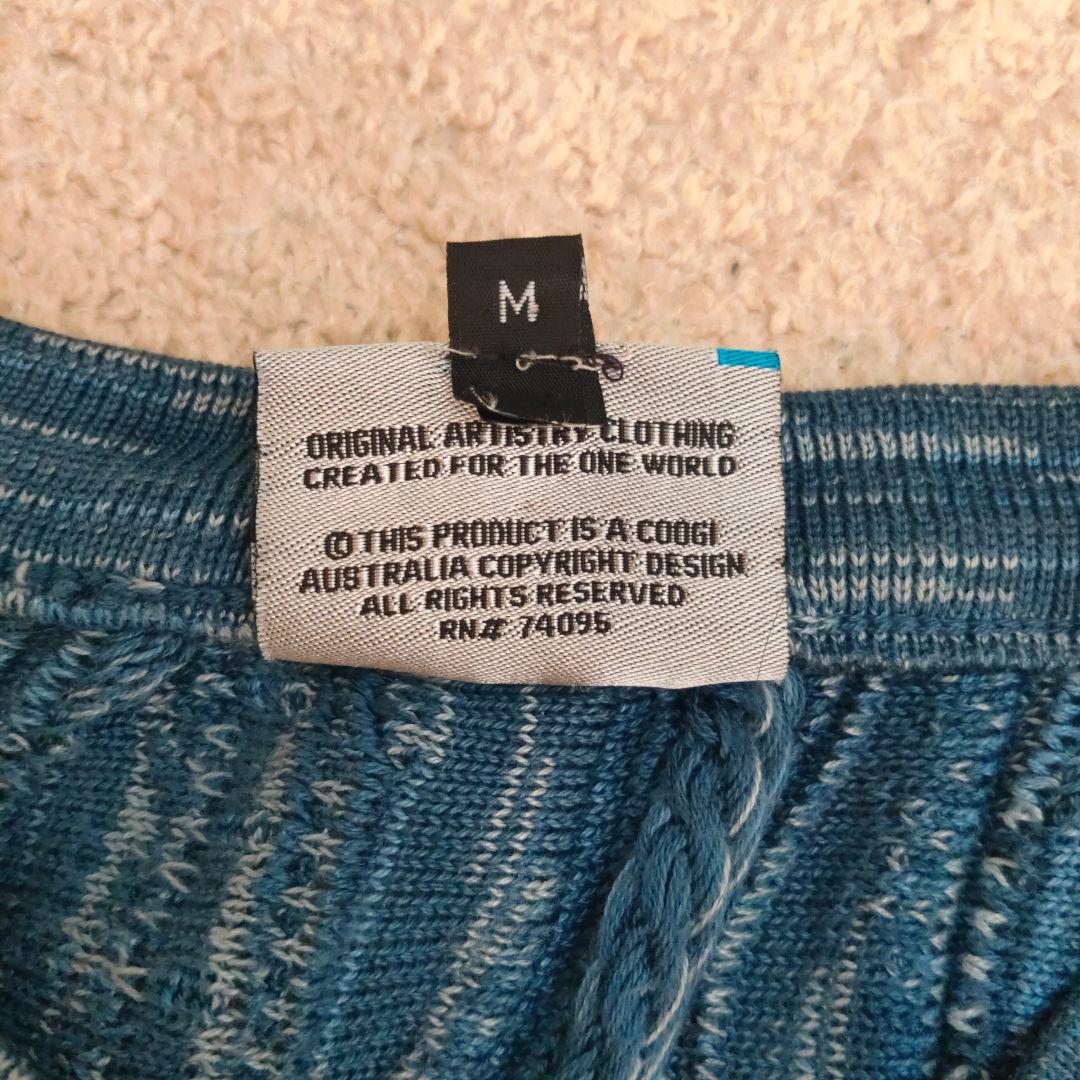 M
ORIGINAL ARTISTRY CLOTHING
CREATED FOR THE ONE WORLD
© THIS PRODUCT IS A COOGI
AUSTRALIA COPYRIGHT DESIGN
ALL RIGHTS RESERVED
RN# 74096